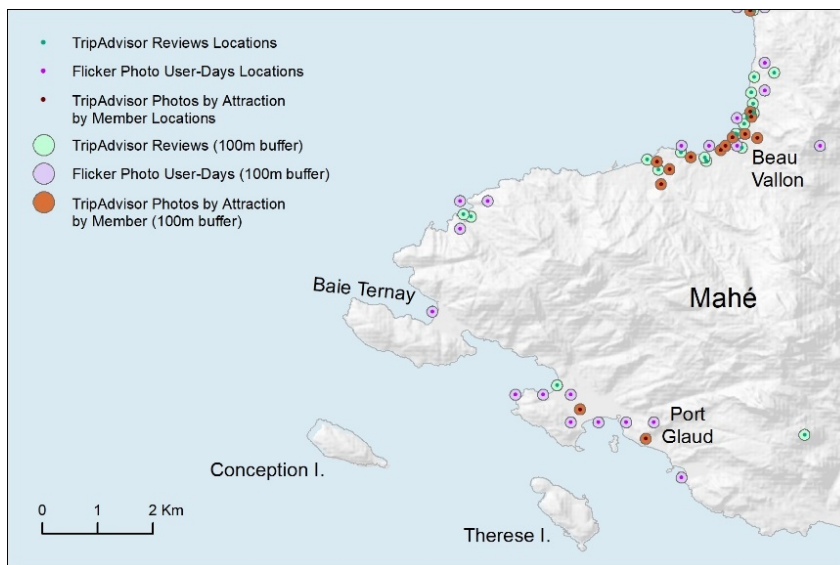 TripAdvisor Reviews Locations
Flicker Photo User-Days Locations
TripAdvisor Photos by Attraction
by Member Locations
TripAdvisor Reviews (100m buffer)
Flicker Photo User-Days (100m buffer)
TripAdvisor Photos by Attraction
by Member (100m buffer)
Beau
Vallon
Baie Ternay
Mahé
Port
Glaud
Conception I.
Therese I.
0 1 2 Km